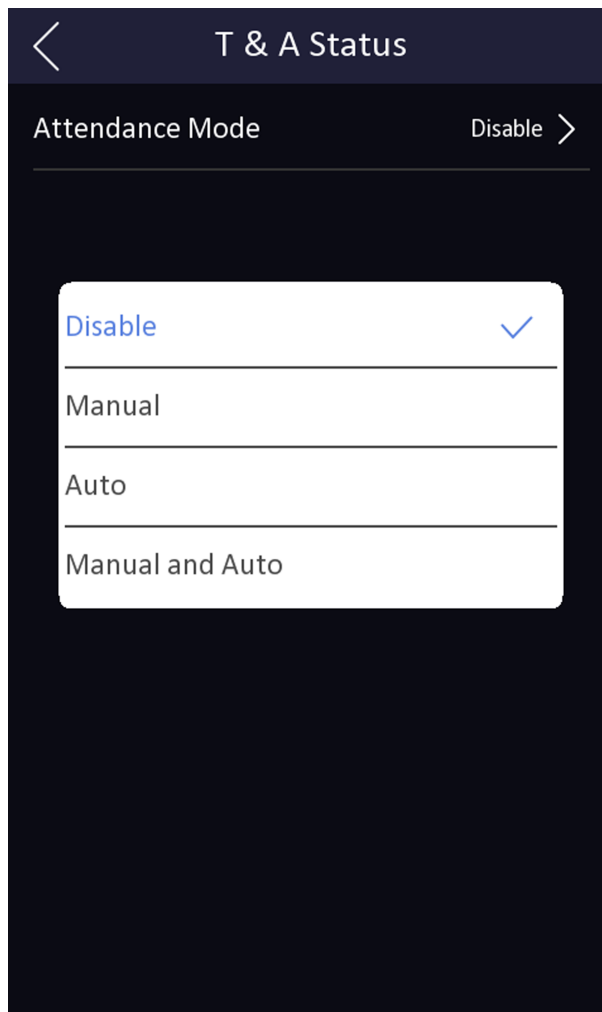 T & A Status
Attendance Mode Disable
Disable
Manual
Auto
Manual and Auto